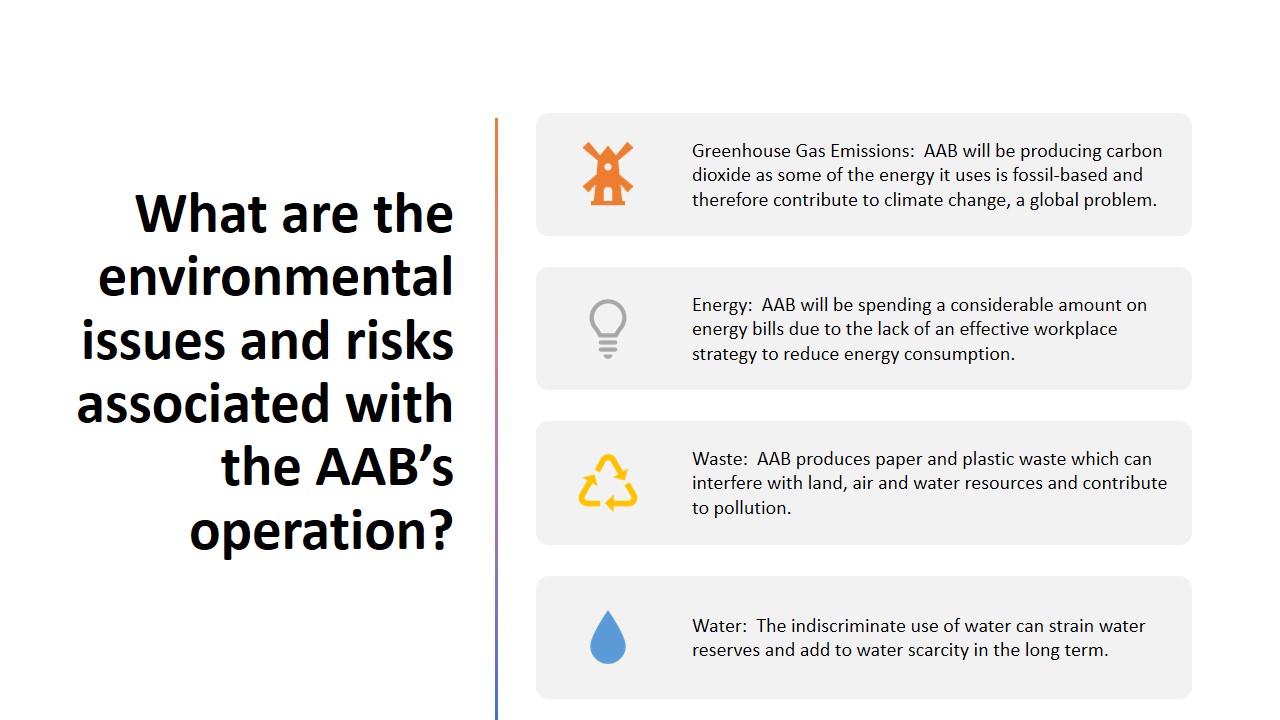 What are the
environmental
issues and risks
associated with
the AAB’s
operation?
Greenhouse Gas Emissions:  AAB will be producing carbon
dioxide as some of the energy it uses is fossil-based and
therefore contribute to climate change, a global problem.
Energy:  AAB will be spending a considerable amount on
energy bills due to the lack of an effective workplace
strategy to reduce energy consumption.
Waste:  AAB produces paper and plastic waste which can
interfere with land, air and water resources and contribute
to pollution.
Water:  The indiscriminate use of water can strain water
reserves and add to water scarcity in the long term.